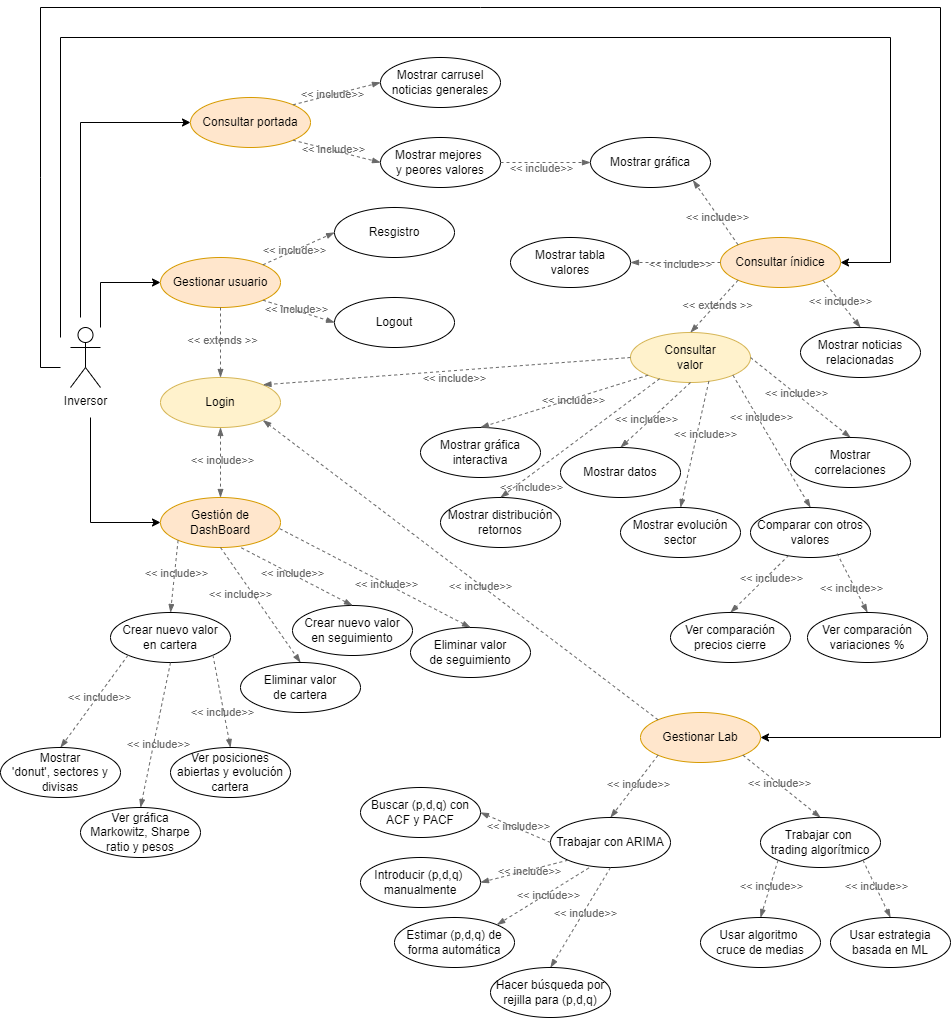 Mostrar carrusel
noticias generales
<< include>>
Consultar portada
<< include>>
Mostrar mejores
y peores valores
<< include>>
Mostrar gráfica
Resgistro
<< include>>
<< include>>
Mostrar tabla
valores
<< include>>
Consultar ínidice
Gestionar usuario
<< include>>
Logout
<< extends >>
<< include>>
Mostrar noticias
relacionadas
<< extends >>
Inversor
Login
Consultar
valor
<< include>>
<< include>>
<< include>>
<< include>>
<< include>>
<< include>>
<< include>>
Mostrar gráfica
interactiva
Mostrar datos
Mostrar
correlaciones
<< include>>
<< include>>
Gestión de
DashBoard
Mostrar distribución
retornos
Mostrar evolución
sector
Comparar con otros
valores
<< include>>
<< include>>
<< include>>
<< include>>
<< include>>
<< include>>
<< include>>
Crear nuevo valor
en cartera
Crear nuevo valor
en seguimiento
Eliminar valor
de seguimiento
Eliminar valor
de cartera
Ver comparación
precios cierre
Ver comparación
variaciones %
<< include>>
<< include>>
<< include>>
Mostrar
'donut', sectores y
divisas
Ver posiciones
abiertas y evolución
cartera
Ver gráfica
Markowitz, Sharpe
ratio y pesos
Gestionar Lab
<< include>>
<< include>>
Buscar (p,d,q) con
ACF y PACF
<< include>>
Trabajar con ARIMA
Trabajar con
trading algorítmico
Introducir (p,d,q)
manualmente
<< include>>
<< include>>
<< include>>
<< include>>
<< include>>
Estimar (p,d,q) de
forma automática
Usar algoritmo
cruce de medias
Usar estrategia
basada en ML
Hacer búsqueda por
rejilla para (p,d,q)